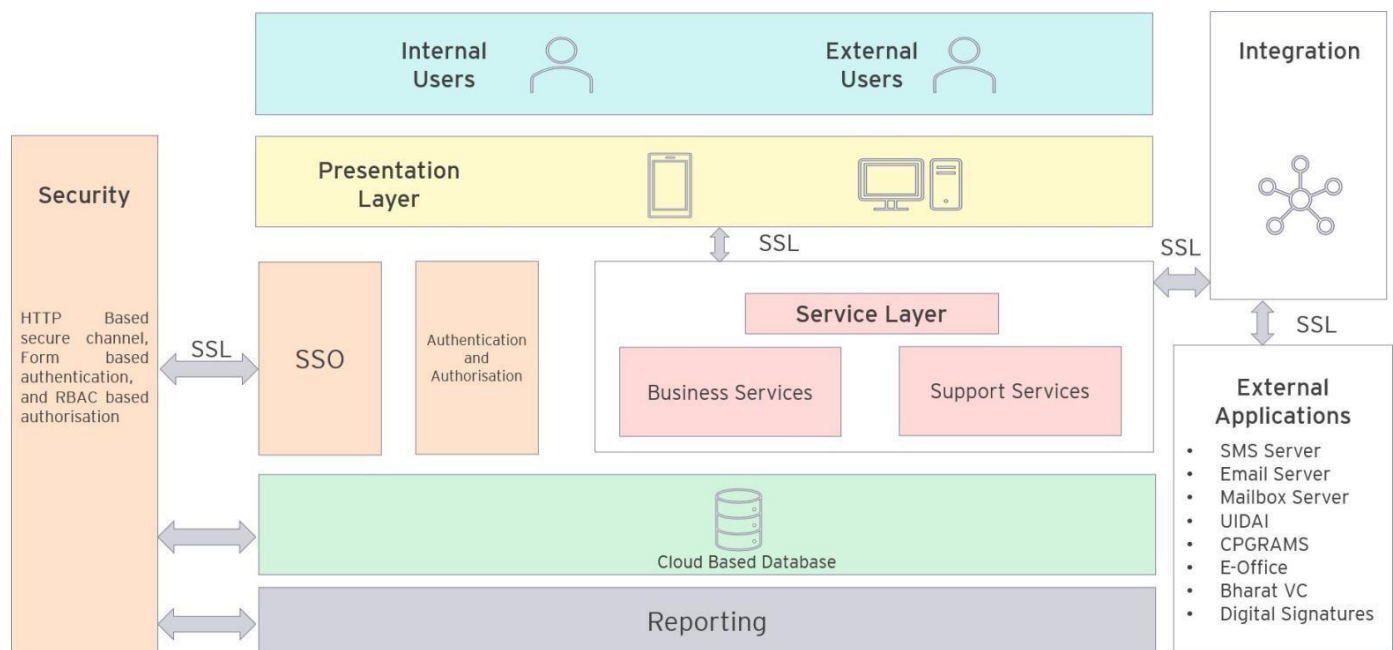 Internal
Users
External
Users
Integration
Presentation
Layer
Security
SSL
SSL
HTTP Based
secure channel,
Form based
authentication,
and RBAC based
authorisation
SSL
SSO
Authentication
and
Authorisation
Service Layer
Business Services
Support Services
SSL
External
Applications
• SMS Server
• Email Server
• Mailbox Server
• UIDAI
• CPGRAMS
• E-Office
• Bharat VC
• Digital Signatures
Cloud Based Database
Reporting